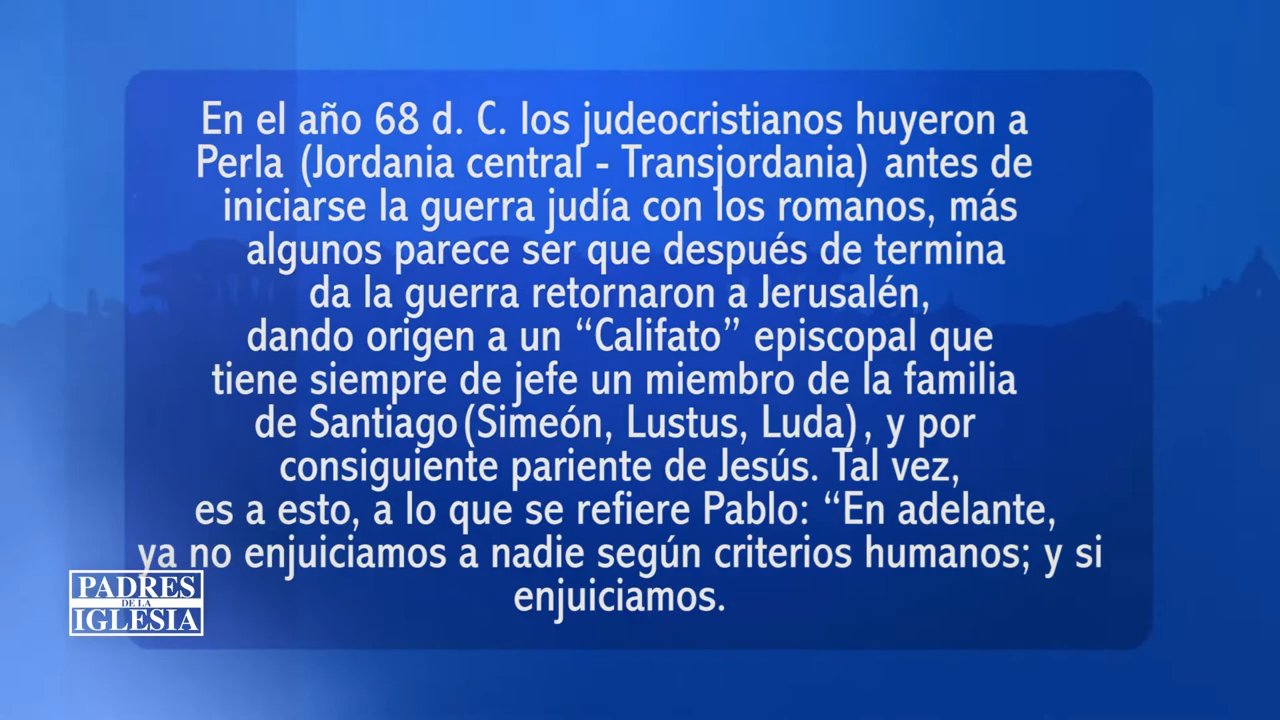 En el año 68 d. C. los judeocristianos huyeron a
Perla (Jordania central - Transjordania) antes de
iniciarse la guerra judía con los romanos, más
algunos parece ser que después de termina
da la guerra retornaron a Jerusalén,
dando origen a un “Califato” episcopal que
tiene siempre de jefe un miembro de la familia
de Santiago (Simeón, Lustus, Luda), y por
consiguiente pariente de Jesús. Tal vez,
es a esto, a lo que se refiere Pablo: “En adelante,
ya no enjuiciamos a nadie según criterios humanos; y si
enjuiciamos.
PADRES
DE LA
IGLESIA